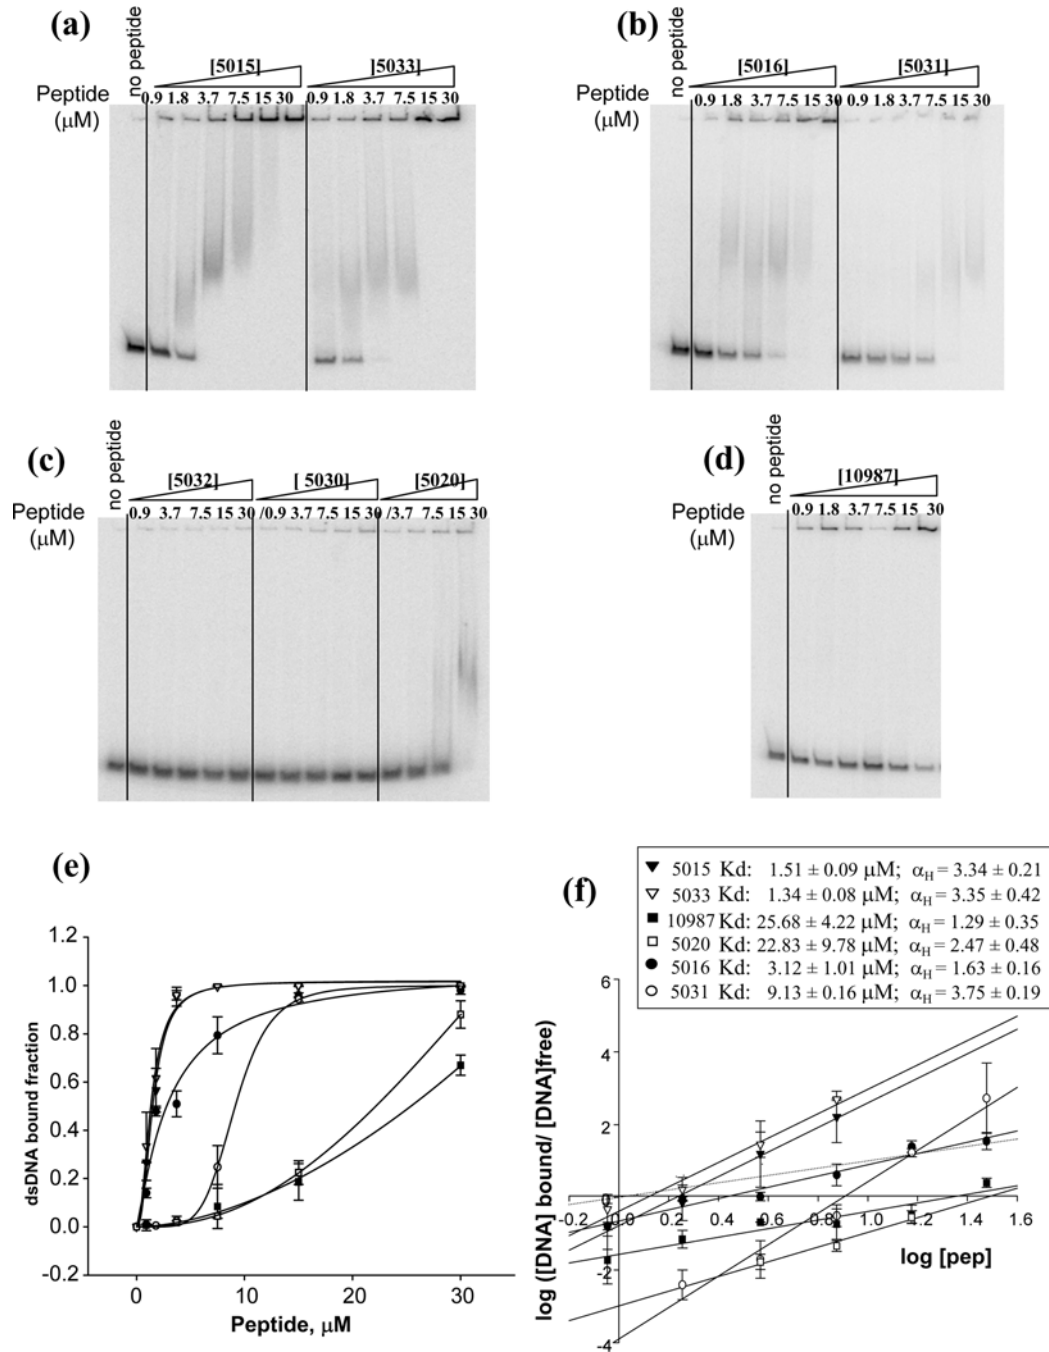 (a)
no peptide
[5015]
]5033]
Peptide
(µM)
0.9 1.8 3.7 7.5 15 30 0.9 1.8 3.7 7.5 15 30
(b)
no peptide
[5016]
[5031]
Peptide
(µM)
0.9 1.8 3.7 7.5 15 30 0.9 1.8 3.7 7.5 15 30
(c)
no peptide
[5032]
[ 5030]
[5020]
Peptide
(µM)
0.9 3.7 7.5 15 30 /0.9 3.7 7.5 15 30 /3.7 7.5 15 30
(d)
no peptide
[10987]
Peptide
(µM)
0.9 1.8 3.7 7.5 15 30
(e)
dsDNA bound fraction
1.2
1.0
0.8
0.6
0.4
0.2
0.0
-0.2
0 10 20 30
Peptide, µM
(f)
5015 Kd: 1.51 ± 0.09 µM; αH = 3.34 ± 0.21
5033 Kd: 1.34 ± 0.08 µM; αH = 3.35 ± 0.42
10987 Kd: 25.68 ± 4.22 µM; αH = 1.29 ± 0.35
5020 Kd: 22.83 ± 9.78 µM; αH = 2.47 ± 0.48
5016 Kd: 3.12 ± 1.01 µM; αH = 1.63 ± 0.16
5031 Kd: 9.13 ± 0.16 µM; αH = 3.75 ± 0.19
log ([DNA] bound/ [DNA]free)
6
4
2
-0.2 0.2 0.4 0.6 0.8 1.0 1.2 1.4 1.6
-2
-4
log [pep]